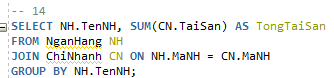 -- 14
SELECT NH.TenNH, SUM(CN.TaiSan) AS TongTaiSan
FROM NganHang NH
JOIN ChiNhanh CN ON NH.MaNH = CN.MaNH
GROUP BY NH.TenNH;